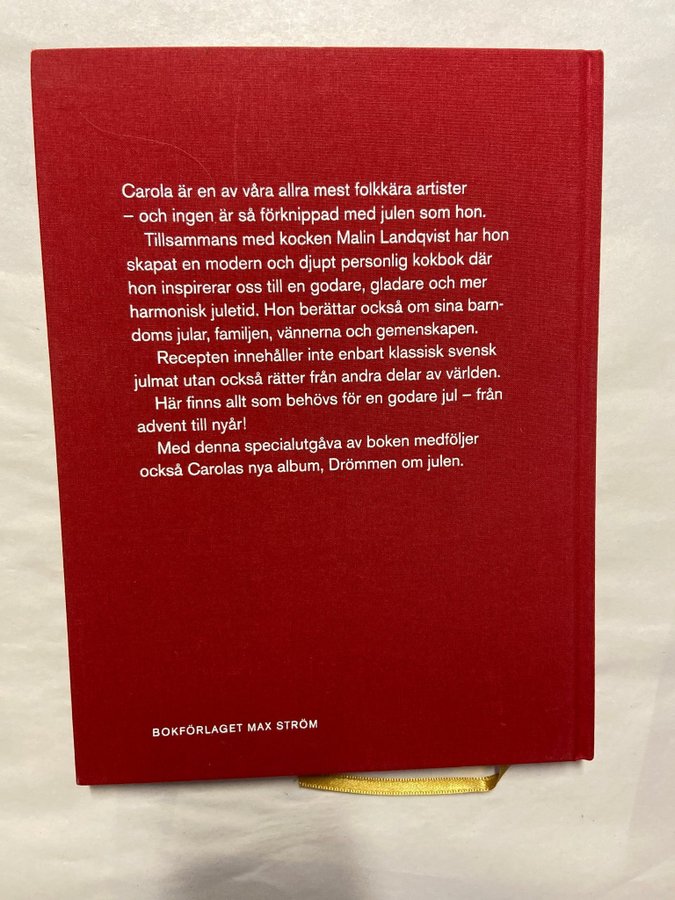 Carola är en av våra allra mest folkkära artister
– och ingen är så förknippad med julen som hon.
Tillsammans med kocken Malin Landqvist har hon
skapat en modern och djupt personlig kokbok där
hon inspirerar oss till en godare, gladare och mer
harmonisk juletid. Hon berättar också om sina barn-
doms jular, familjen, vännerna och gemenskapen.
Recepten innehåller inte enbart klassisk svensk
julmat utan också rätter från andra delar av världen.
Här finns allt som behövs för en godare jul – från
advent till nyår!
Med denna specialutgåva av boken medföljer
också Carolas nya album, Drömmen om julen.
BOKFÖRLAGET MAX STRÖM